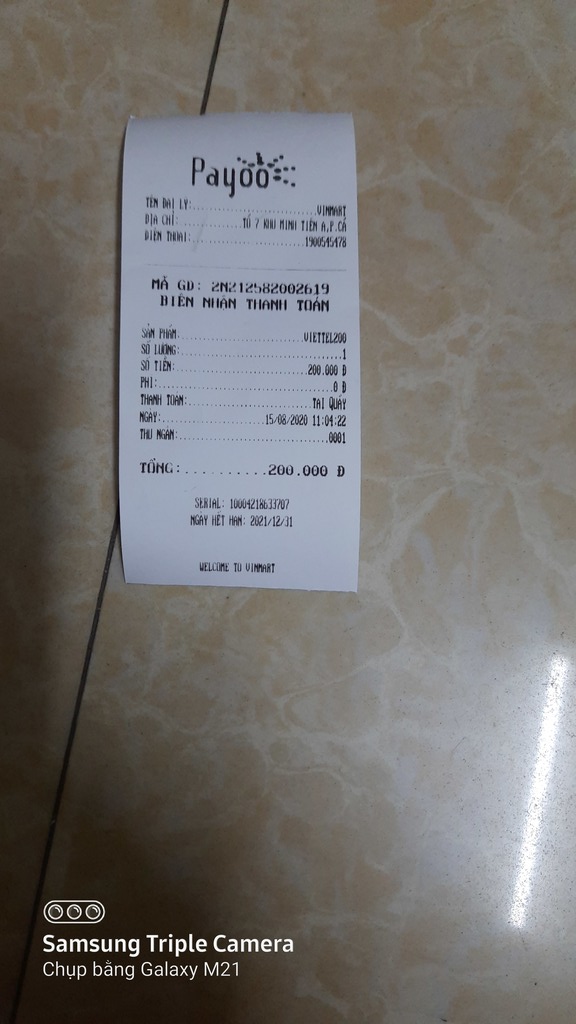 Payoo
TÊN ĐẠI LÝ:..............................VINMART
ĐỊA CHỈ:....................TỔ 7 KHU MINH TIẾN A,P.CẨ
ĐIỆN THOẠI:...........................1900545478
MÃ GD: 2N212582002619
BIÊN NHẬN THANH TOÁN
SẢN PHẨM..............................VIETTEL200
SỐ LƯỢNG:.......................................1
SỐ TIỀN:..............................200.000 Đ
PHÍ:..........................................0 Đ
THANH TOÁN:............................TẠI QUẦY
NGÀY:........................15/08/2020 11:04:22
THU NGÂN:..................................0001
TỔNG:..........200.000 Đ
SERIAL: 10004218633707
NGÀY HẾT HẠN: 2021/12/31
WELCOME TO VINMART
Samsung Triple Camera
Chụp bằng Galaxy M21